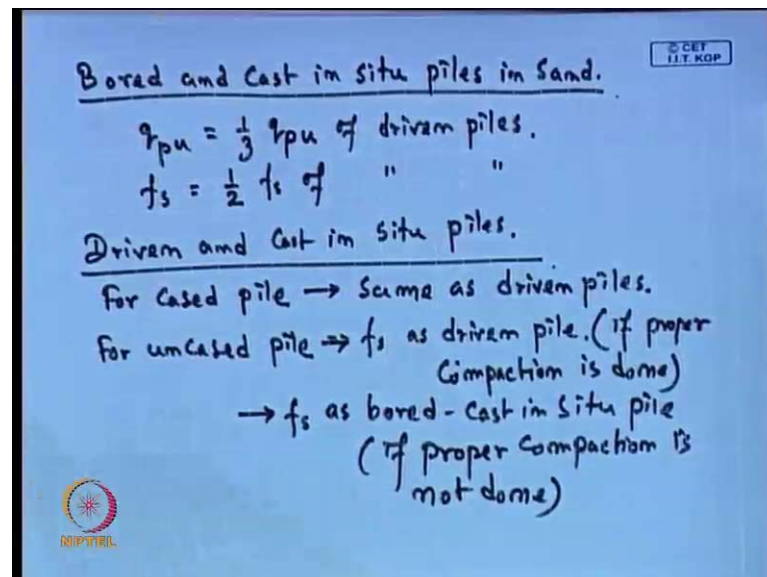 © CET
I.I.T. KGP
Bored and Cast in situ piles in Sand.
qpu = 1/3 qpu of driven piles.
fs = 1/2 fs of " "
Driven and Cast in situ piles.
For Cased pile → Same as driven piles.
For uncased pile ⇒ fs as driven pile. (if proper
Compaction is done)
→ fs as bored - cast in situ pile
(if proper compaction is
not done)
NPTEL